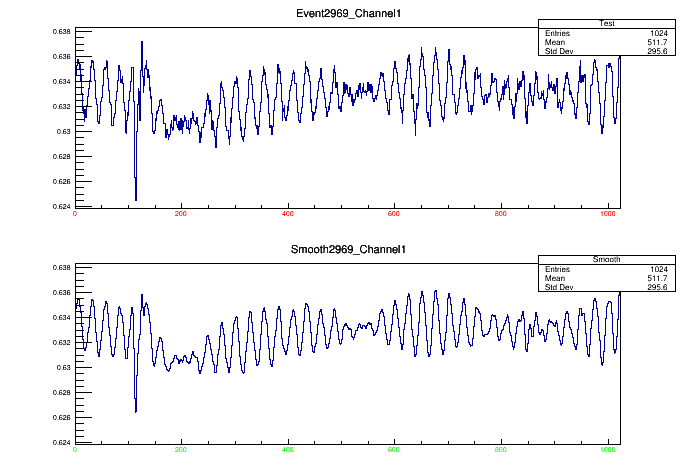 Event2969_Channel1
Test
Entries 1024
Mean 511.7
Std Dev 295.6
0.638
0.636
0.634
0.632
0.63
0.628
0.626
0.624
0 200 400 600 800 1000
Smooth2969_Channel1
Smooth
Entries 1024
Mean 511.7
Std Dev 295.6
0.638
0.636
0.634
0.632
0.63
0.628
0.626
0.624
0 200 400 600 800 1000